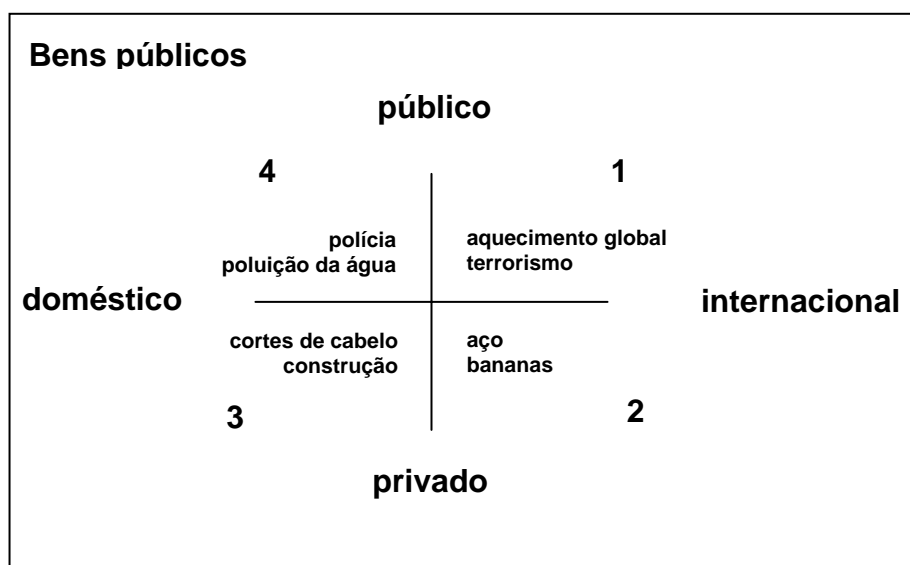 Bens públicos
público
4
1
polícia
poluição da água
aquecimento global
terrorismo
doméstico
internacional
cortes de cabelo
construção
aço
bananas
3
2
privado